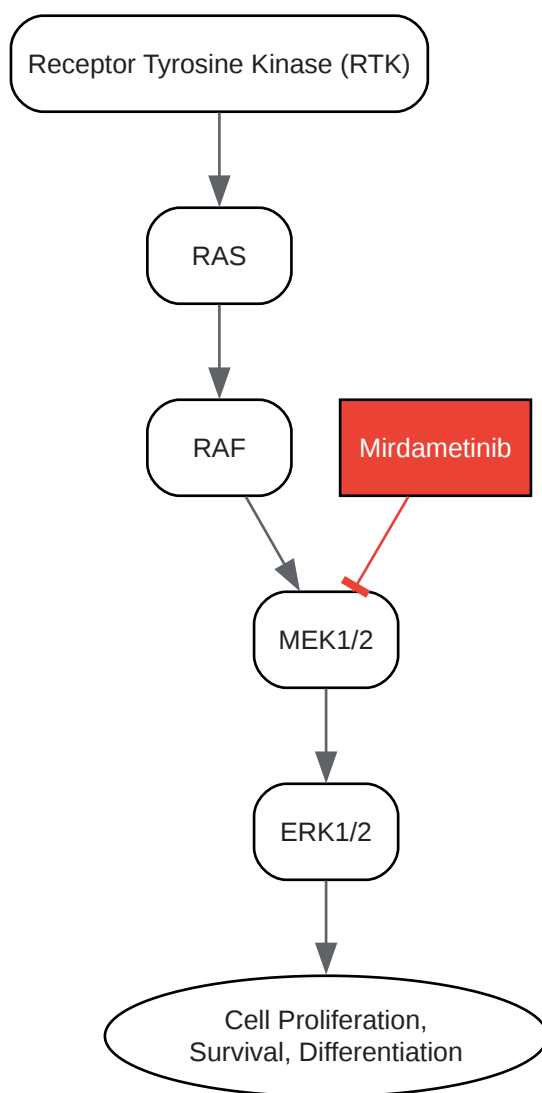 Receptor Tyrosine Kinase (RTK)
RAS
RAF
Mirdametinib
MEK1/2
ERK1/2
Cell Proliferation,
Survival, Differentiation